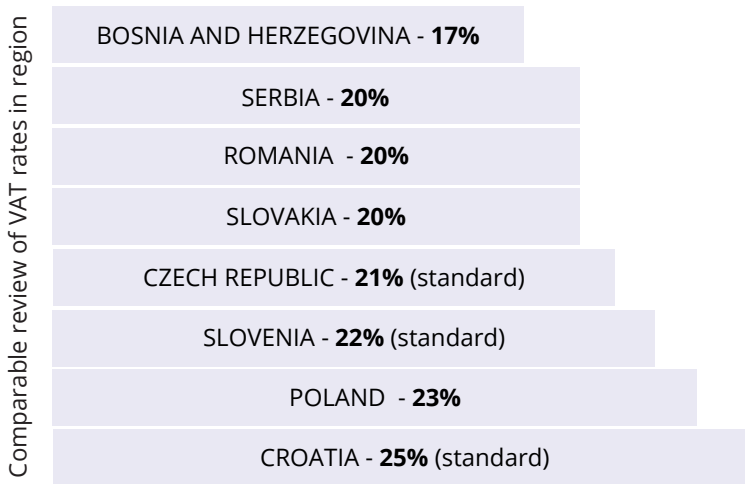 Comparable review of VAT rates in region
BOSNIA AND HERZEGOVINA - 17%
SERBIA - 20%
ROMANIA - 20%
SLOVAKIA - 20%
CZECH REPUBLIC - 21% (standard)
SLOVENIA - 22% (standard)
POLAND - 23%
CROATIA - 25% (standard)